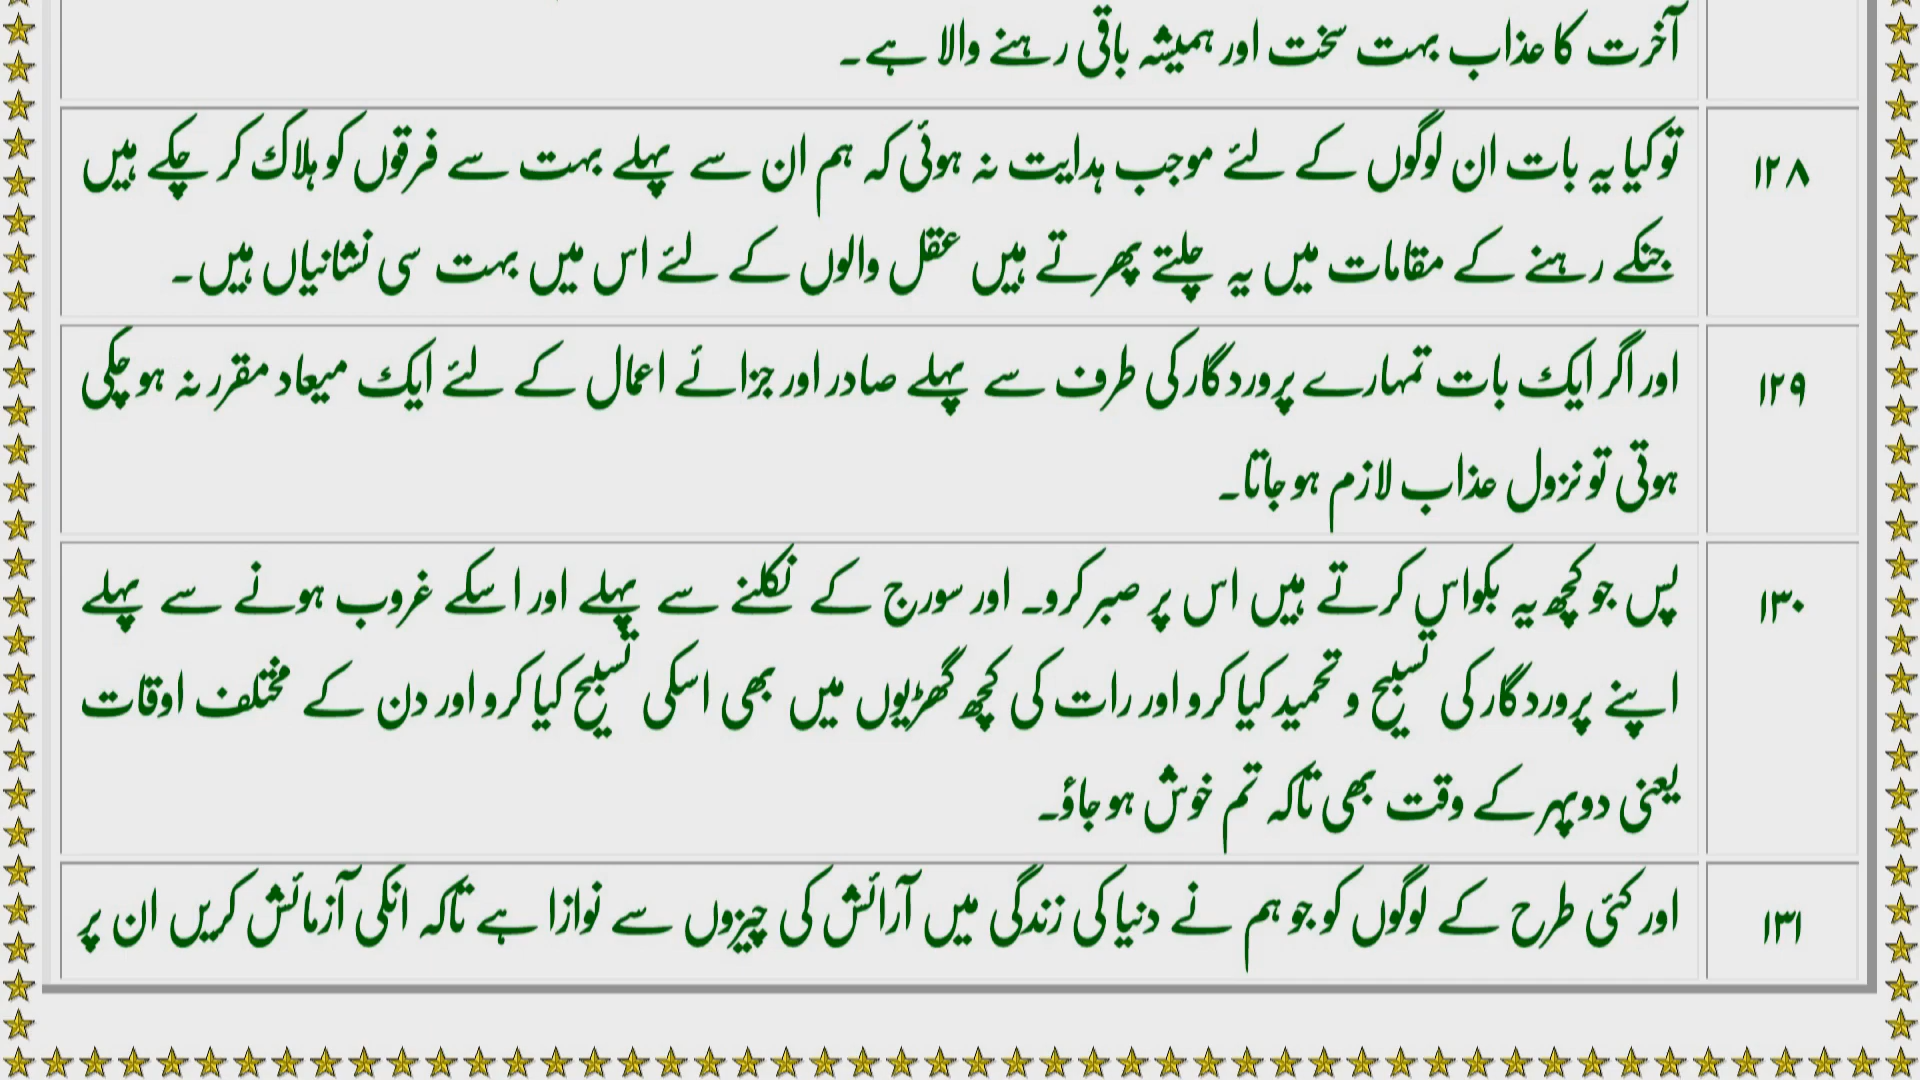 آخرت کا عذاب بہت سخت اور ہمیشہ باقی رہنے والا ہے۔
۱۲۸
تو کیا یہ بات ان لوگوں کے لئے موجب ہدایت نہ ہوئی کہ ہم ان سے پہلے بہت سے فرقوں کو ہلاک کر چکے ہیں
جنکے رہنے کے مقامات میں یہ چلتے پھرتے ہیں عقل والوں کے لئے اس میں بہت سی نشانیاں ہیں۔
۱۲۹
اور اگر ایک بات تمہارے پروردگار کی طرف سے پہلے صادر اور جزائے اعمال کے لئے ایک میعاد مقرر نہ ہو چکی
ہوتی تو نزول عذاب لازم ہو جاتا۔
۱۳۰
پس جو کچھ یہ بکواس کرتے ہیں اس پر صبر کرو۔ اور سورج کے نکلنے سے پہلے اور اسکے غروب ہونے سے پہلے
اپنے پروردگار کی تسبیح و تحمید کیا کرو اور رات کی کچھ گھڑیوں میں بھی اسکی تسبیح کیا کرو اور دن کے مختلف اوقات
یعنی دوپہر کے وقت بھی تاکہ تم خوش ہو جاؤ۔
۱۳۱
اور کئی طرح کے لوگوں کو جو ہم نے دنیا کی زندگی میں آرائش کی چیزوں سے نوازا ہے تاکہ انکی آزمائش کریں ان پر